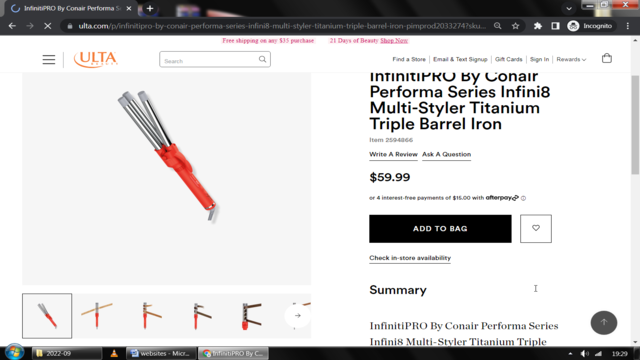 InfinitiPRO By Conair Performa S
Incognito
ulta.com/p/infinitipro-by-conair-performa-series-infini8-multi-styler-titanium-triple-barrel-iron-pimprod2033274?sku...
Free shipping on any $35 purchase 21 Days of Beauty Shop Now
ULTA
BEAUTY
Search
Find a Store
Email & Text Signup
Gift Cards
Sign In
Rewards
InfinitiPRO By Conair
Performa Series Infini8
Multi-Styler Titanium
Triple Barrel Iron
Item 2594866
Write A Review Ask A Question
$59.99
or 4 interest-free payments of $15.00 with afterpay
ADD TO BAG
Check in-store availability
Summary
InfinitiPRO By Conair Performa Series
Infini8 Multi-Styler Titanium Triple
2022-09
websites - Micr...
InfinitiPRO By C...
19:29